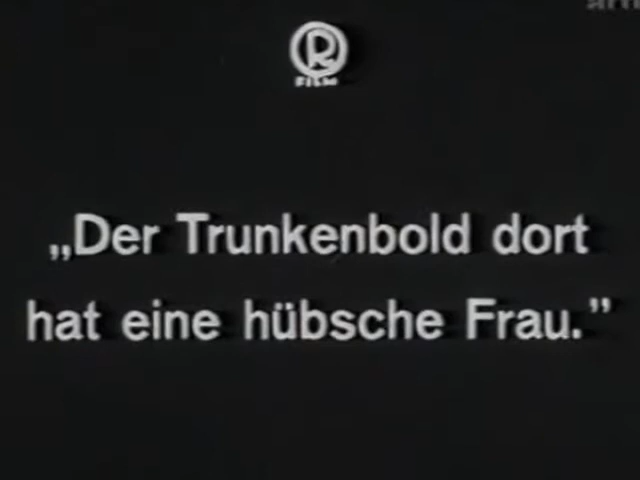 R
FILM
„Der Trunkenbold dort
hat eine hübsche Frau.”